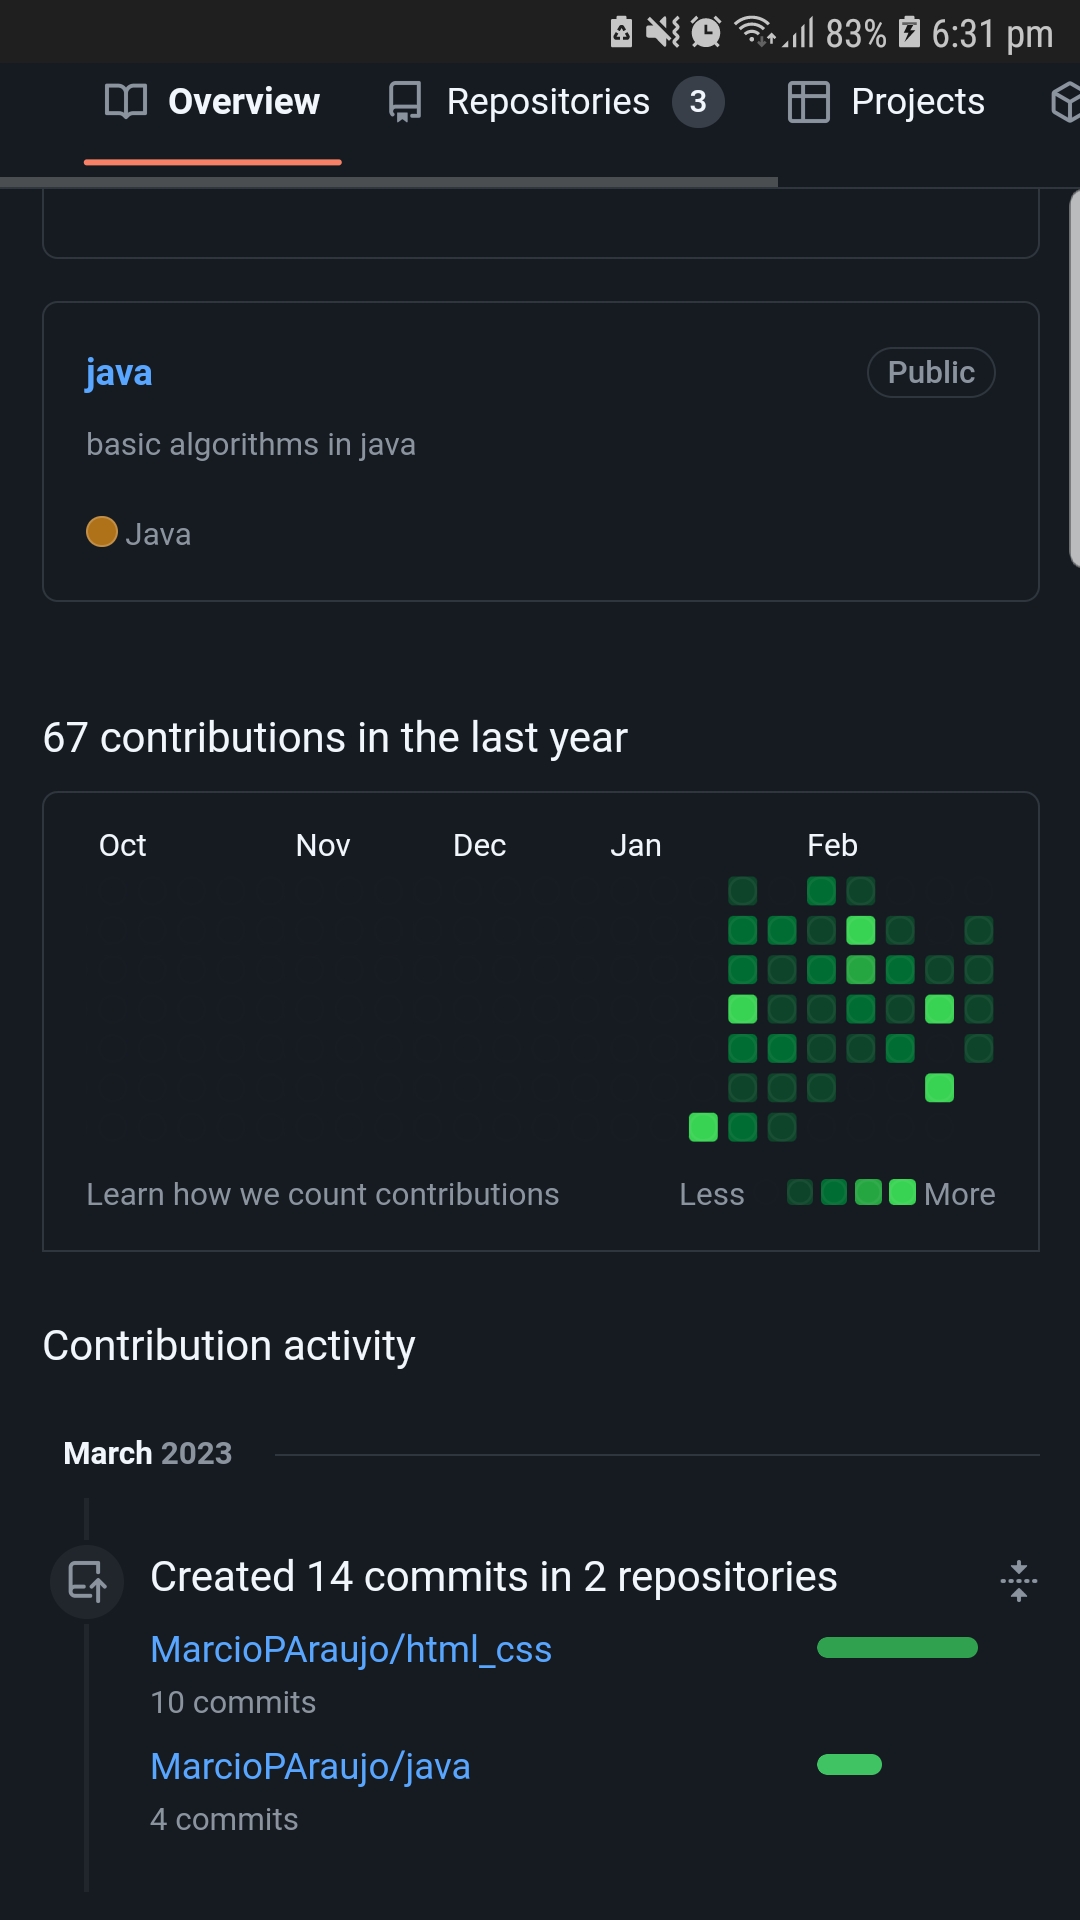 83% 6:31 pm
Overview Repositories 3 Projects
java Public
basic algorithms in java
Java
67 contributions in the last year
Oct Nov Dec Jan Feb
Learn how we count contributions Less More
Contribution activity
March 2023
Created 14 commits in 2 repositories
MarcioPAraujo/html_css
10 commits
MarcioPAraujo/java
4 commits